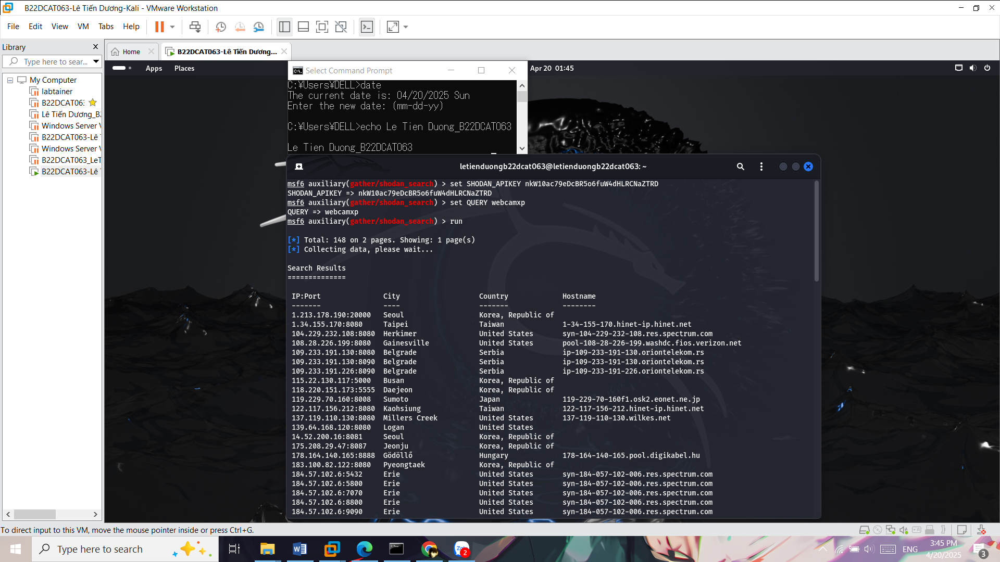 B22DCAT063-Lê Tiến Dương-Kali - VMware Workstation
File Edit View VM Tabs Help
Library
Type here to sear...
My Computer
labtainer
B22DCAT06:
Lê Tiến Dương_B
Windows Server
B22DCAT063-Lê
Windows Server
B22DCAT063_LeT
B22DCAT063-Lê
Home
B22DCAT063-Lê Tiến Dương...
Apps Places
Apr 20 01:45
Select Command Prompt
C:¥Users¥DELL>date
The current date is: 04/20/2025 Sun
Enter the new date: (mm-dd-yy)
C:¥Users¥DELL>echo Le Tien Duong_B22DCAT063
Le Tien Duong_B22DCAT063
letienduongb22dcat063@letienduongb22dcat063: ~
msf6 auxiliary(gather/shodan_search) > set SHODAN_APIKEY nkW10ac79eDcBR5o6fuW4dHLRCNaZTRD
SHODAN_APIKEY => nkW10ac79eDcBR5o6fuW4dHLRCNaZTRD
msf6 auxiliary(gather/shodan_search) > set QUERY webcamxp
QUERY => webcamxp
msf6 auxiliary(gather/shodan_search) > run
[*] Total: 148 on 2 pages. Showing: 1 page(s)
[*] Collecting data, please wait...
Search Results
==============
IP:Port City Country Hostname
------- ---- ------- --------
1.213.178.190:20000 Seoul Korea, Republic of
1.34.155.170:8080 Taipei Taiwan 1-34-155-170.hinet-ip.hinet.net
104.229.232.108:8080 Herkimer United States syn-104-229-232-108.res.spectrum.com
108.28.226.199:8080 Gainesville United States pool-108-28-226-199.washdc.fios.verizon.net
109.233.191.130:8080 Belgrade Serbia ip-109-233-191-130.oriontelekom.rs
109.233.191.130:8090 Belgrade Serbia ip-109-233-191-130.oriontelekom.rs
109.233.191.226:8090 Belgrade Serbia ip-109-233-191-226.oriontelekom.rs
115.22.130.117:5000 Busan Korea, Republic of
118.220.151.173:5555 Daejeon Korea, Republic of
119.229.70.160:8008 Sumoto Japan 119-229-70-160f1.osk2.eonet.ne.jp
122.117.156.212:8080 Kaohsiung Taiwan 122-117-156-212.hinet-ip.hinet.net
137.119.110.130:8080 Millers Creek United States 137-119-110-130.wilkes.net
139.64.168.120:8080 Logan United States
14.52.200.16:8081 Seoul Korea, Republic of
175.208.29.47:8087 Jeonju Korea, Republic of
178.164.140.165:8888 Gödöllő Hungary 178-164-140-165.pool.digikabel.hu
183.100.82.122:8080 Pyeongtaek Korea, Republic of
184.57.102.6:5432 Erie United States syn-184-057-102-006.res.spectrum.com
184.57.102.6:5800 Erie United States syn-184-057-102-006.res.spectrum.com
184.57.102.6:7070 Erie United States syn-184-057-102-006.res.spectrum.com
184.57.102.6:8800 Erie United States syn-184-057-102-006.res.spectrum.com
184.57.102.6:9090 Erie United States syn-184-057-102-006.res.spectrum.com
To direct input to this VM, move the mouse pointer inside or press Ctrl+G.
Type here to search
2
ENG
3:45 PM
4/20/2025
3